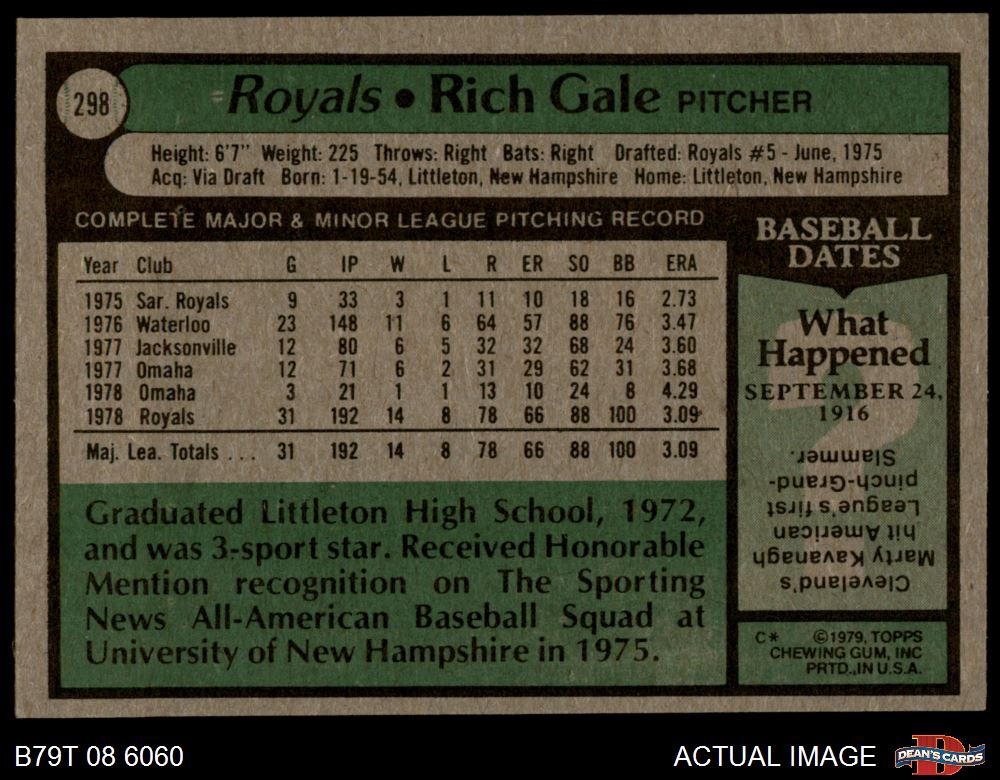 298
Royals • Rich Gale PITCHER
Height: 6'7" Weight: 225 Throws: Right Bats: Right Drafted: Royals #5 - June, 1975
Acq: Via Draft Born: 1-19-54, Littleton, New Hampshire Home: Littleton, New Hampshire
COMPLETE MAJOR & MINOR LEAGUE PITCHING RECORD
Year Club G IP W L R ER SO BB ERA
1975 Sar. Royals 9 33 3 1 11 10 18 16 2.73
1976 Waterloo 23 148 11 6 64 57 88 76 3.47
1977 Jacksonville 12 80 6 5 32 32 68 24 3.60
1977 Omaha 12 71 6 2 31 29 62 31 3.68
1978 Omaha 3 21 1 1 13 10 24 8 4.29
1978 Royals 31 192 14 8 78 66 88 100 3.09
Maj. Lea. Totals ... 31 192 14 8 78 66 88 100 3.09
Graduated Littleton High School, 1972,
and was 3-sport star. Received Honorable
Mention recognition on The Sporting
News All-American Baseball Squad at
University of New Hampshire in 1975.
BASEBALL
DATES
What
Happened
SEPTEMBER 24,
1916
Cleveland's
Marty Kavanagh
hit American
League's first
pinch-Grand-
Slammer.
C* ©1979, TOPPS
CHEWING GUM, INC
PRTD., IN U.S.A.
B79T 08 6060
ACTUAL IMAGE
D
DEAN'S CARDS